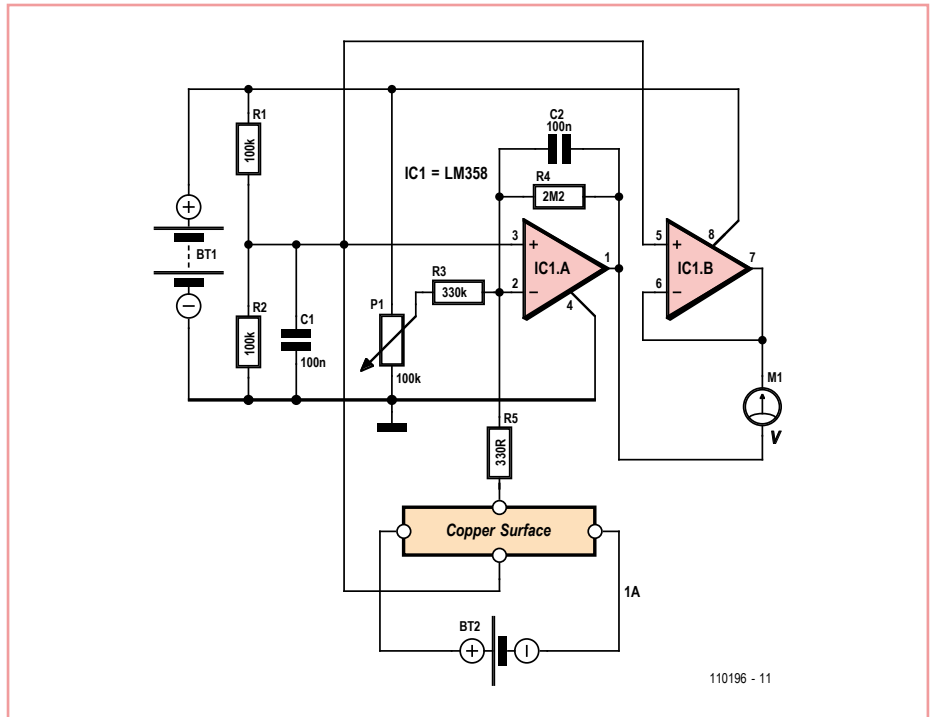 C2
100n
R1
100k
IC1 = LM358
R4
2M2
+
BT1
–
3
+
IC1.A
1
2
–
4
5
+
IC1.B
8
7
6
–
R3
330k
R2
100k
C1
100n
P1
100k
M1
V
R5
330R
Copper Surface
1A
BT2
+
–
110196 - 11